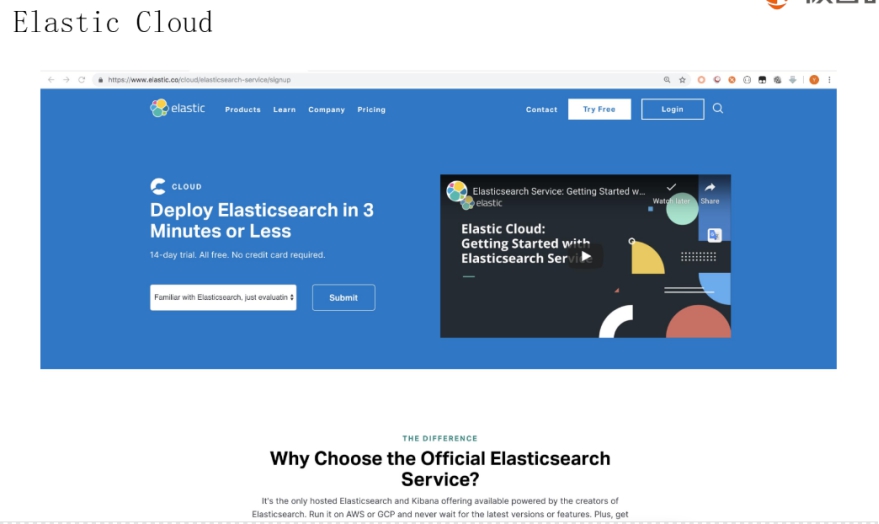 Elastic Cloud
https://www.elastic.co/cloud/elasticsearch-service/signup
elastic Products Learn Company Pricing Contact Try Free Login
CLOUD
Deploy Elasticsearch in 3
Minutes or Less
14-day trial. All free. No credit card required.
Familiar with Elasticsearch, just evaluatin Submit
Elasticsearch Service: Getting Started w...
elastic
Watch later Share
Elastic Cloud:
Getting Started with
Elasticsearch Service
THE DIFFERENCE
Why Choose the Official Elasticsearch
Service?
It's the only hosted Elasticsearch and Kibana offering available powered by the creators of
Elasticsearch. Run it on AWS or GCP and never wait for the latest versions or features. Plus, get